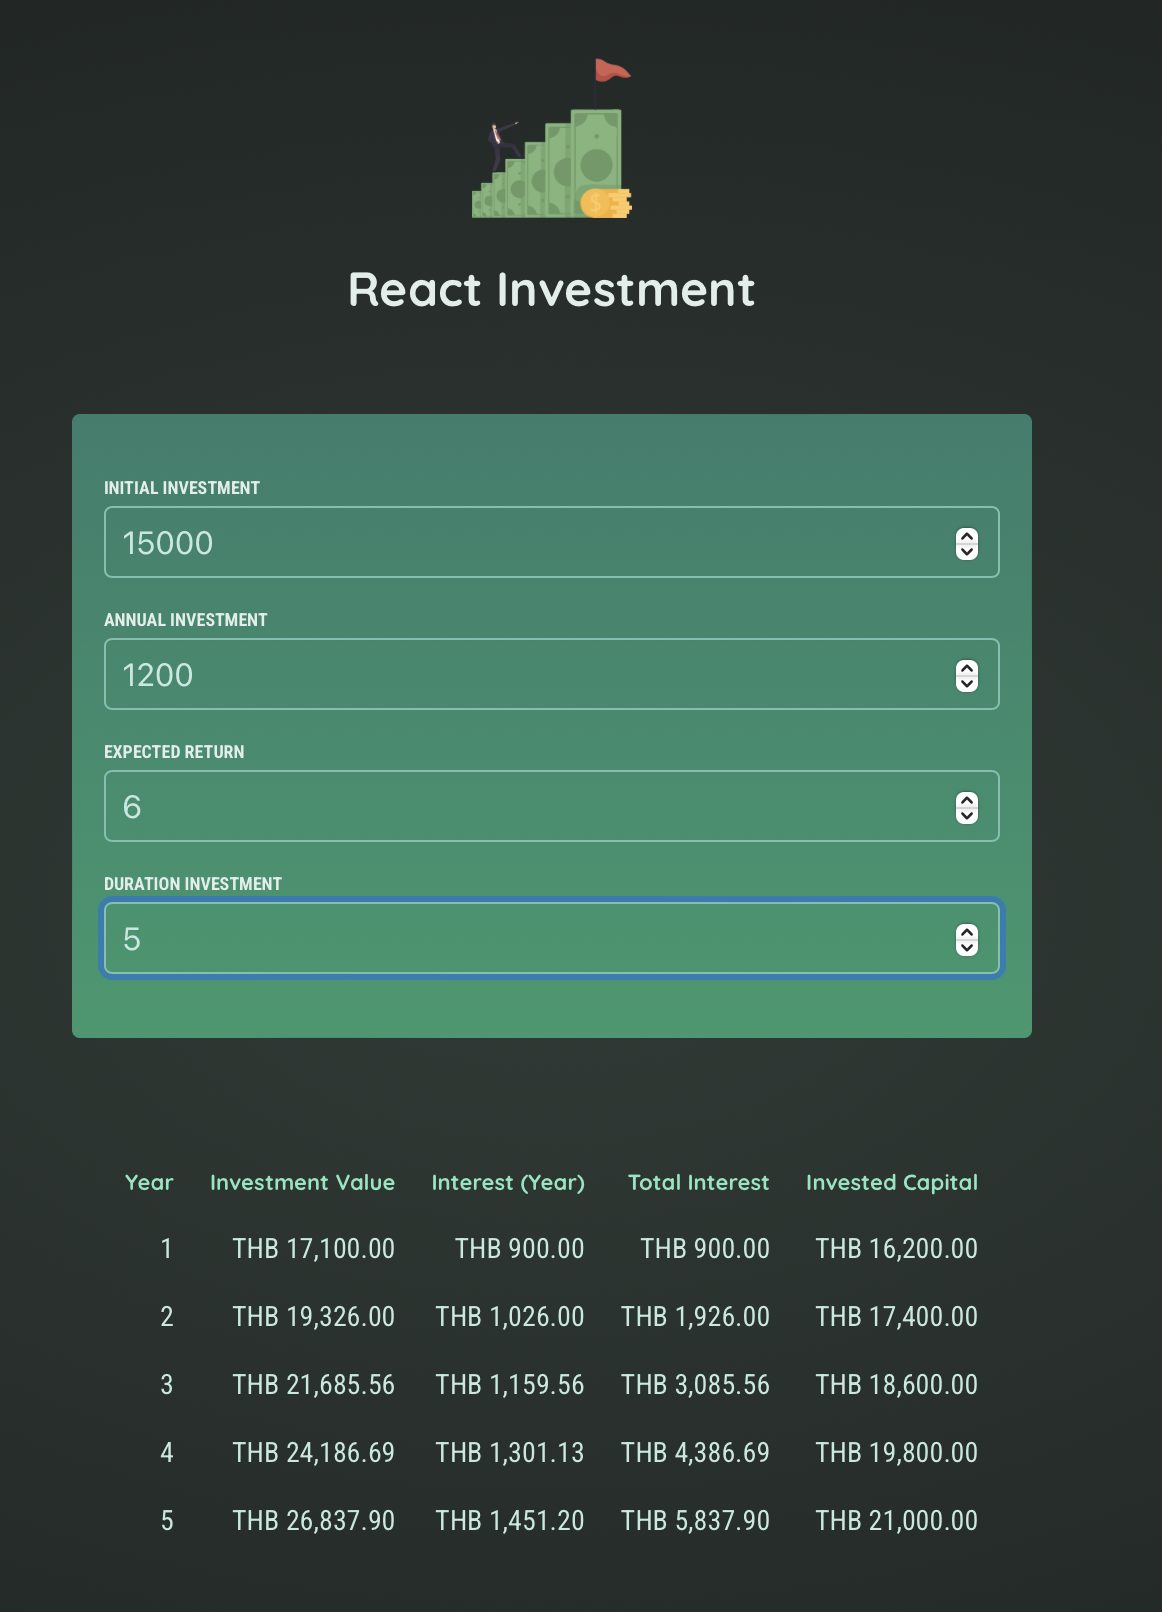 React Investment
INITIAL INVESTMENT
15000
ANNUAL INVESTMENT
1200
EXPECTED RETURN
6
DURATION INVESTMENT
5
Year Investment Value Interest (Year) Total Interest Invested Capital
1 THB 17,100.00 THB 900.00 THB 900.00 THB 16,200.00
2 THB 19,326.00 THB 1,026.00 THB 1,926.00 THB 17,400.00
3 THB 21,685.56 THB 1,159.56 THB 3,085.56 THB 18,600.00
4 THB 24,186.69 THB 1,301.13 THB 4,386.69 THB 19,800.00
5 THB 26,837.90 THB 1,451.20 THB 5,837.90 THB 21,000.00